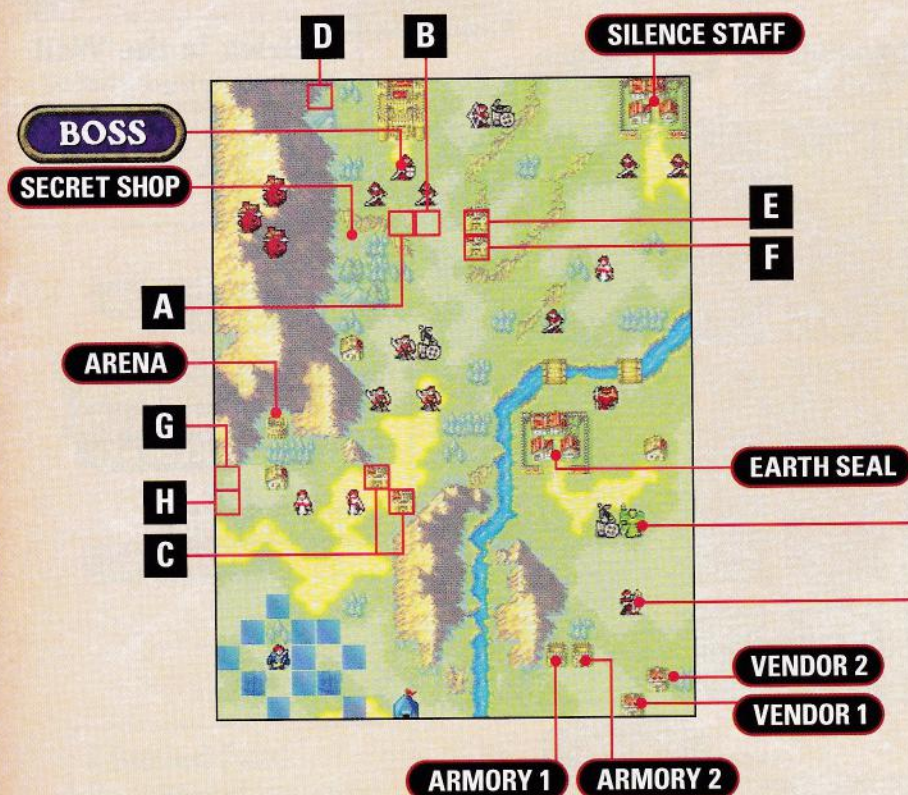 D
B
SILENCE STAFF
BOSS
SECRET SHOP
E
F
A
ARENA
G
EARTH SEAL
H
C
VENDOR 2
VENDOR 1
ARMORY 1
ARMORY 2